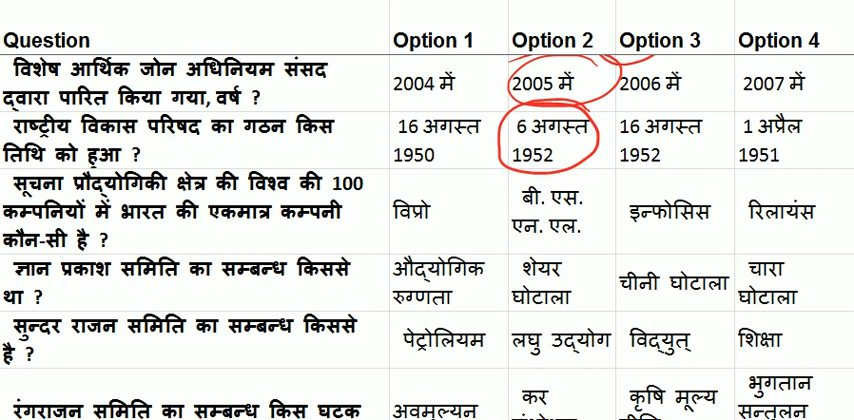 Question Option 1 Option 2 Option 3 Option 4
विशेष आर्थिक जोन अधिनियम संसद
द्वारा पारित किया गया, वर्ष ? 2004 में 2005 में 2006 में 2007 में
राष्ट्रीय विकास परिषद का गठन किस 16 अगस्त 6 अगस्त 16 अगस्त 1 अप्रैल
तिथि को हुआ ? 1950 1952 1952 1951
सूचना प्रौद्योगिकी क्षेत्र की विश्व की 100
कम्पनियों में भारत की एकमात्र कम्पनी विप्रो बी. एस. इन्फोसिस रिलायंस
कौन-सी है ? एन. एल.
ज्ञान प्रकाश समिति का सम्बन्ध किससे औद्योगिक शेयर चीनी घोटाला चारा
था ? रुग्णता घोटाला घोटाला
सुन्दर राजन समिति का सम्बन्ध किससे पेट्रोलियम लघु उद्योग विद्युत् शिक्षा
है ?
रंगराजन समिति का सम्बन्ध किस घटक अवमूल्यन कर कृषि मूल्य भुगतान
सन्तुलन